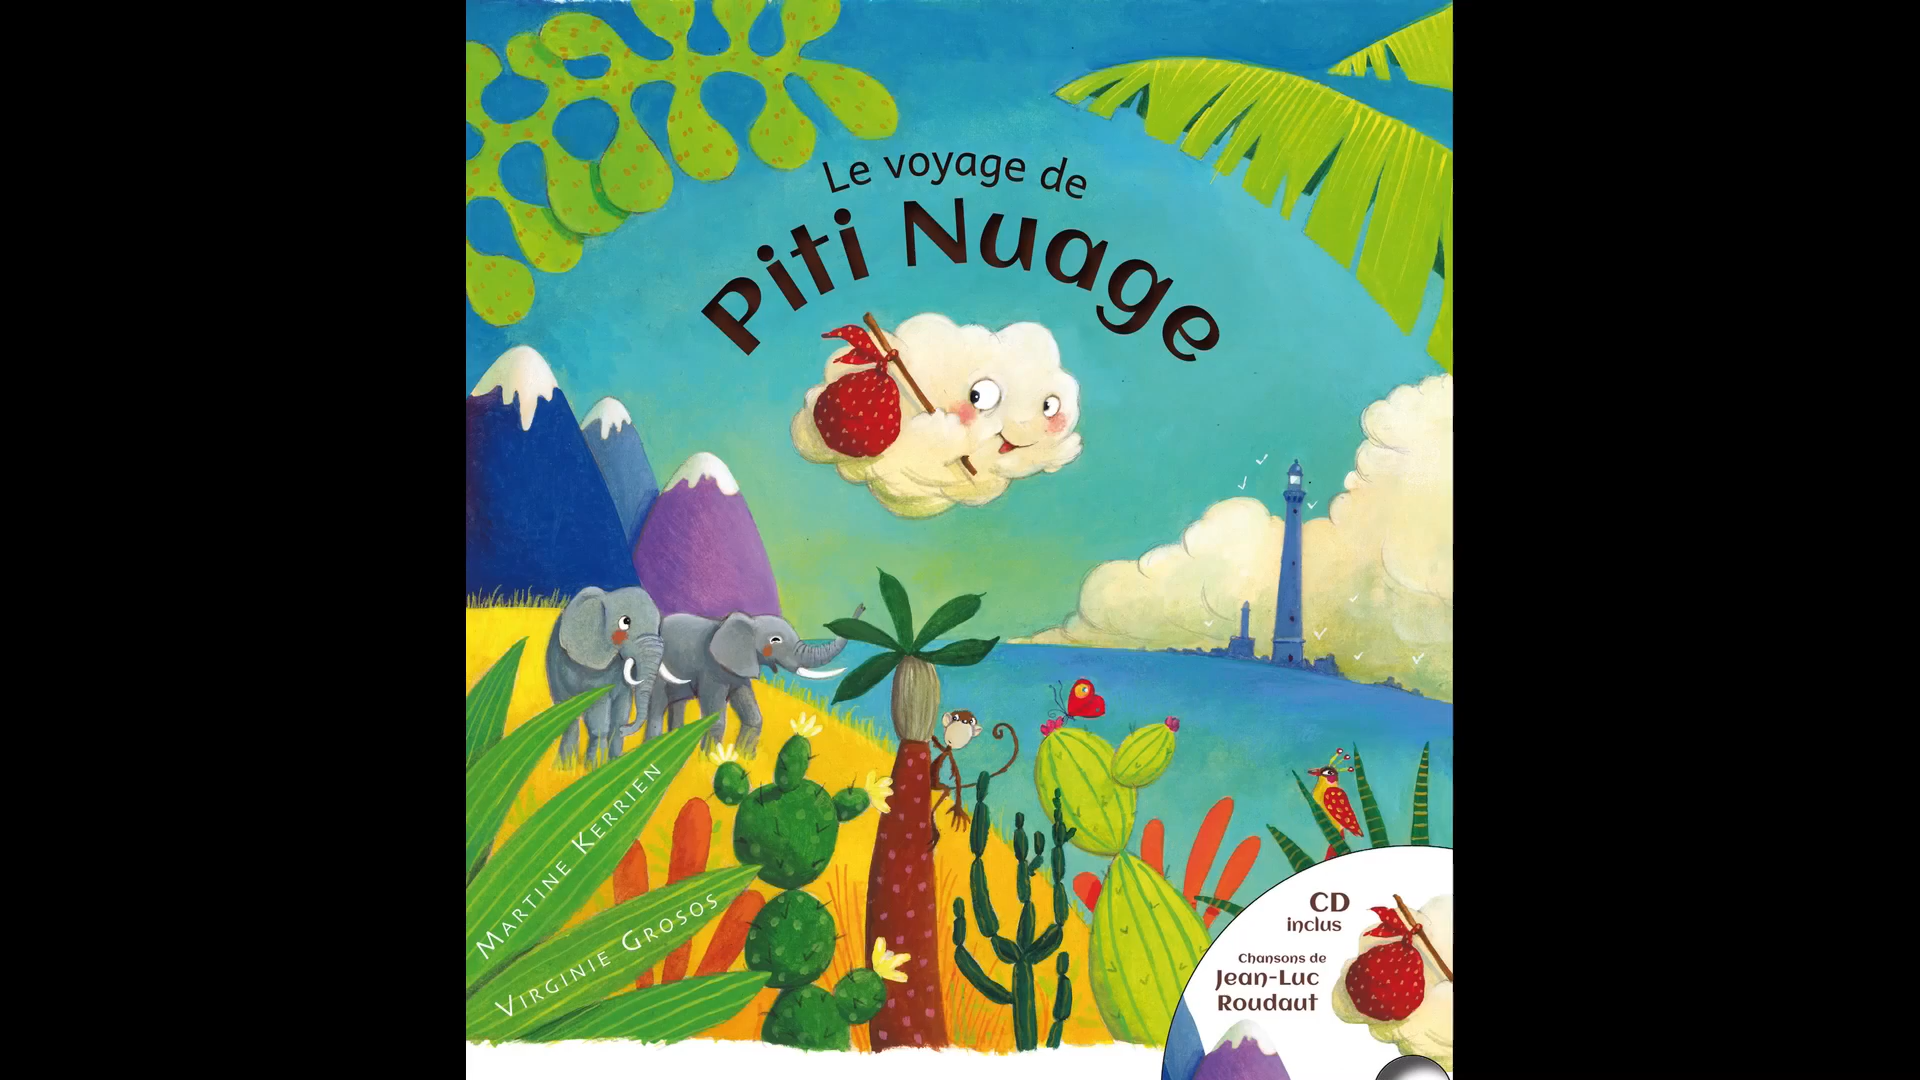 Le voyage de
Piti Nuage
MARTINE KERRIEN
VIRGINIE GROSOS
CD
inclus
Chansons de
Jean-Luc
Roudaut